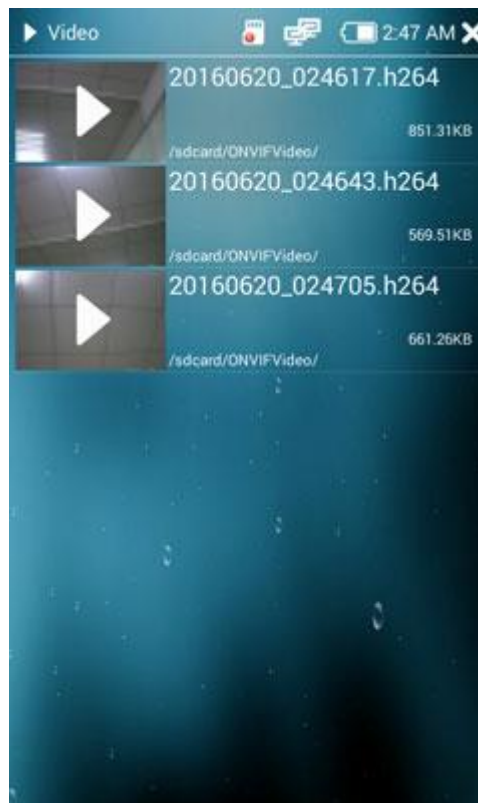 Video 2:47 AM
20160620_024617.h264
851.31KB
/sdcard/ONVIFVideo/
20160620_024643.h264
569.51KB
/sdcard/ONVIFVideo/
20160620_024705.h264
661.26KB
/sdcard/ONVIFVideo/